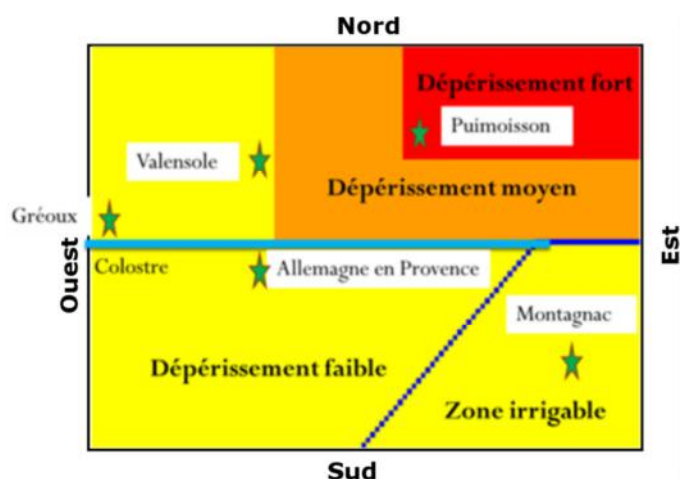 Nord
Dépérissement fort
Puimoisson
Valensole
Dépérissement moyen
Gréoux
Ouest
Est
Colostre
Allemagne en Provence
Montagnac
Dépérissement faible
Zone irrigable
Sud